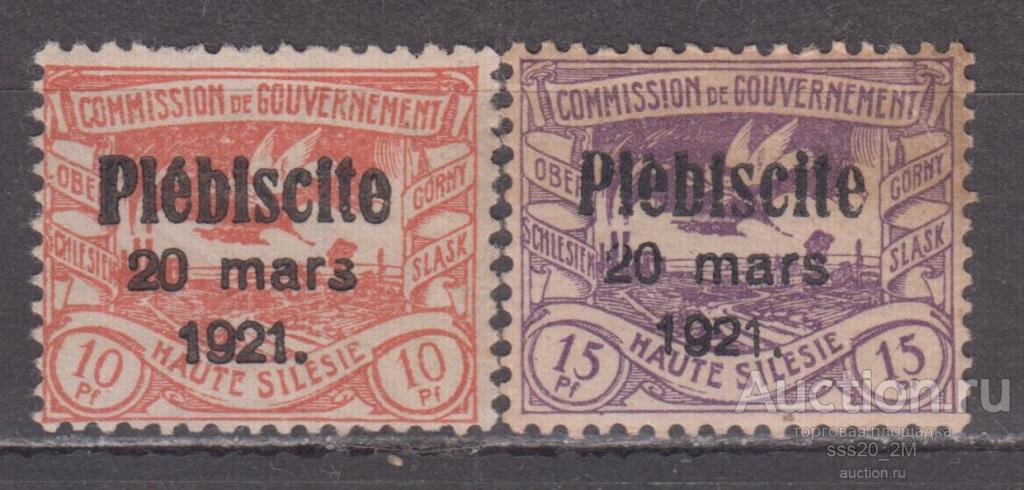 COMMISSION DE GOUVERNEMENT
OBER
GORNY
Plébiscite
SCHLESIEN
SLASK
20 mars
1921.
10 Pf
10 Pf
HAUTE SILESIE
COMMISSION DE GOUVERNEMENT
OBER
GORNY
Plèbiscite
SCHLESIEN
SLASK
20 mars
1921.
15 Pf
15 Pf
HAUTE SILESIE
Auction.ru
торговая площадка
sss20_2M
auction.ru